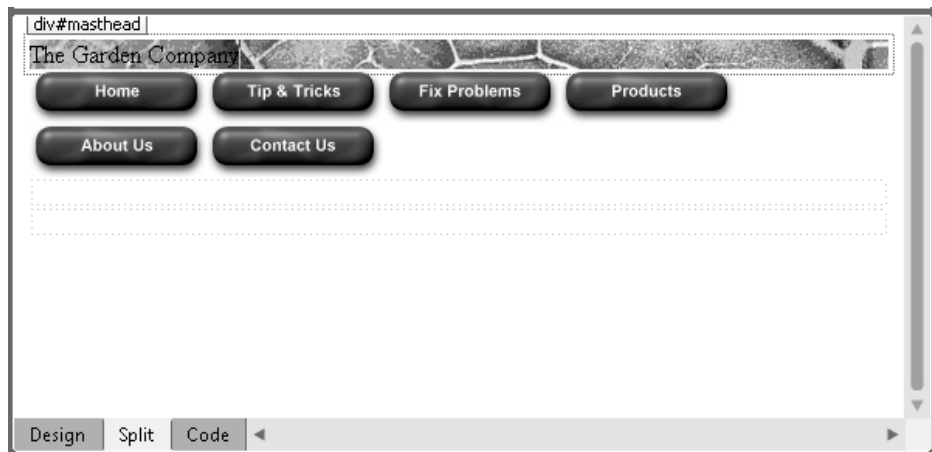 div#masthead
The Garden Company
Home Tip & Tricks Fix Problems Products
About Us Contact Us
Design Split Code